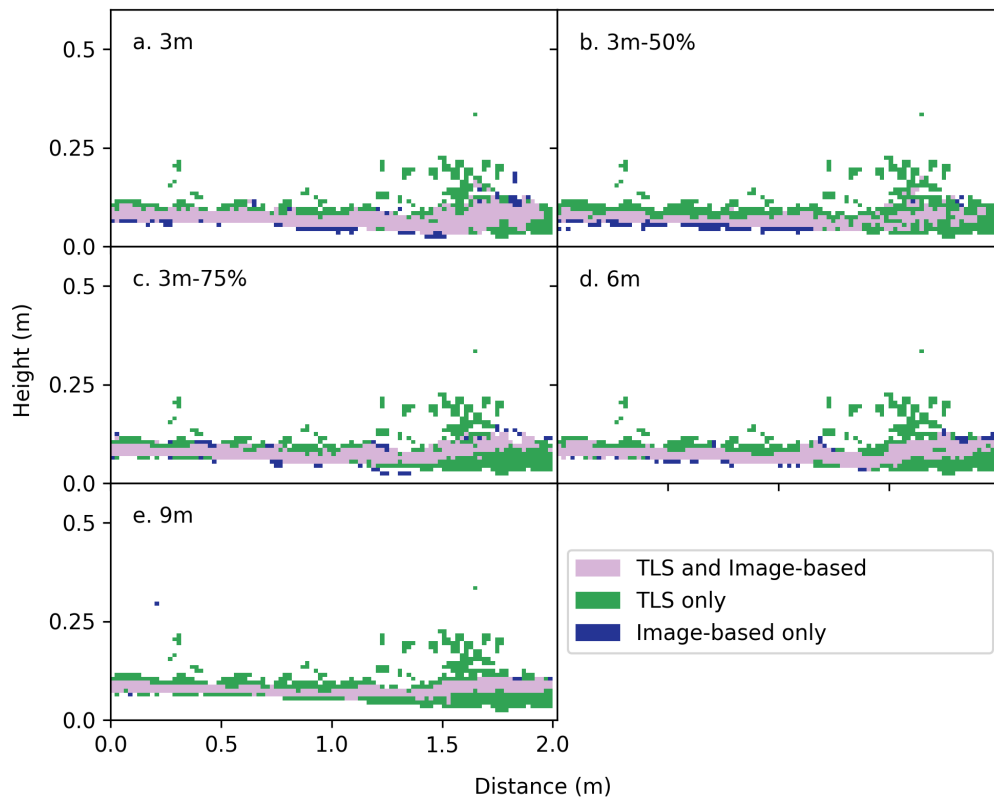 a. 3m
b. 3m-50%
0.5
0.25
0.0
c. 3m-75%
d. 6m
0.5
0.25
0.0
e. 9m
0.5
0.25
0.0
Height (m)
TLS and Image-based
TLS only
Image-based only
0.0 0.5 1.0 1.5 2.0
Distance (m)